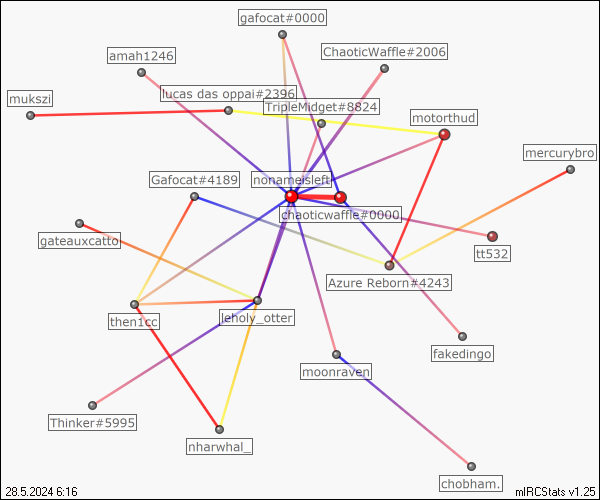 gafocat#0000
ChaoticWaffle#2006
amah1246
lucas das oppai#2396
mukszi
TripleMidget#8824
motorthud
mercurybro
Gafocat#4189
nonameisleft
chaoticwaffle#0000
gateauxcatto
tt532
Azure Reborn#4243
then1cc
leholy_otter
fakedingo
moonraven
Thinker#5995
nharwhal_
chobham.
28.5.2024 6:16
mIRCStats v1.25